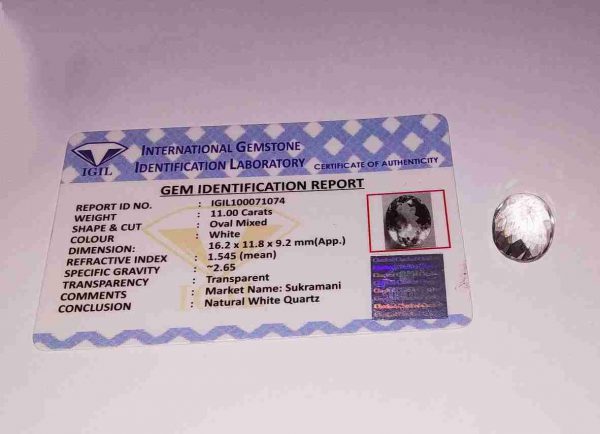 IGIL
INTERNATIONAL GEMSTONE
IDENTIFICATION LABORATORY CERTIFICATE OF AUTHENTICITY
GEM IDENTIFICATION REPORT
REPORT ID NO. : IGIL100071074
WEIGHT : 11.00 Carats
SHAPE & CUT : Oval Mixed
COLOUR : White
DIMENSION: : 16.2 x 11.8 x 9.2 mm(App.)
REFRACTIVE INDEX : 1.545 (mean)
SPECIFIC GRAVITY : ~2.65
TRANSPARENCY : Transparent
COMMENTS : Market Name: Sukramani
CONCLUSION : Natural White Quartz